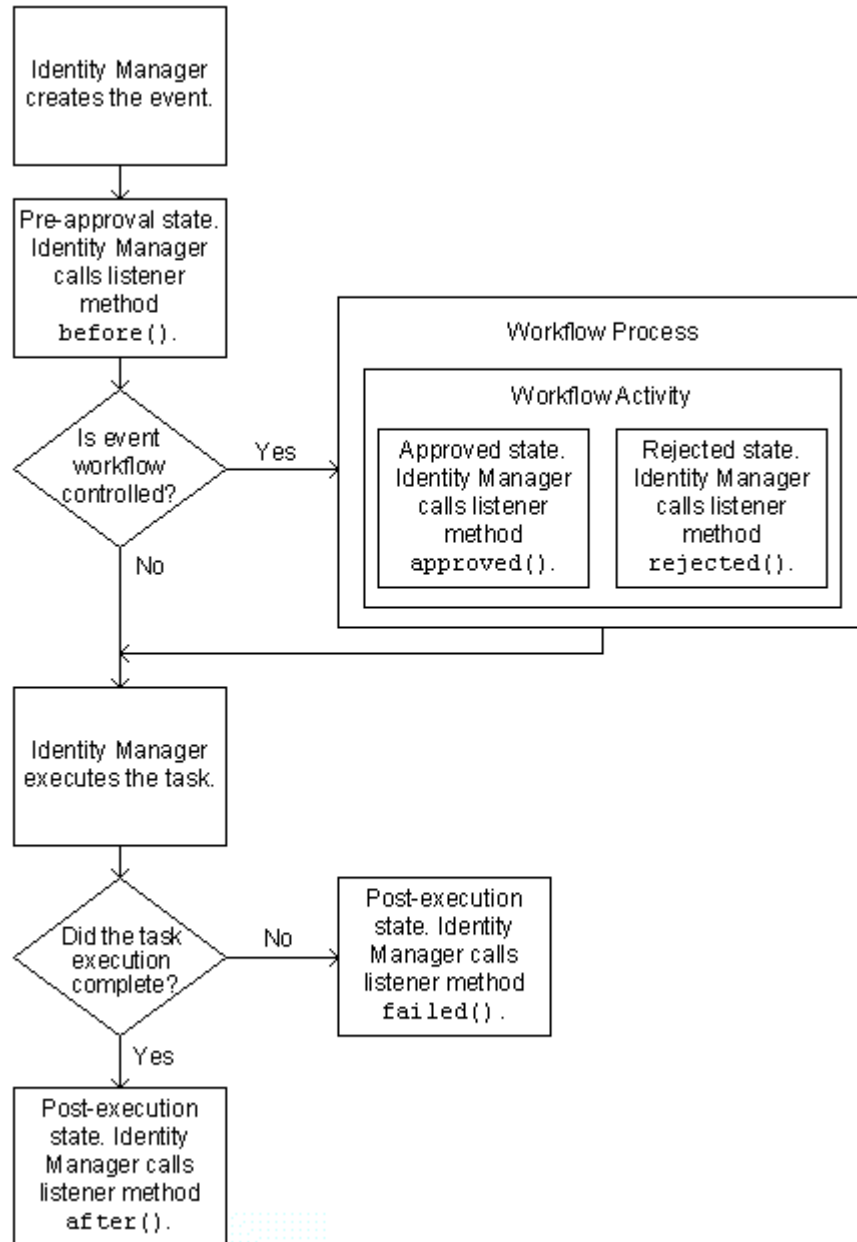 Identity Manager
creates the event.
Pre-approval state.
Identity Manager
calls listener
method
before().
Is event
workflow
controlled?
Yes
No
Workflow Process
Workflow Activity
Approved state.
Identity Manager
calls listener
method
approved().
Rejected state.
Identity Manager
calls listener
method
rejected().
Identity Manager
executes the task.
Did the task
execution
complete?
No
Yes
Post-execution
state. Identity
Manager calls
listener method
failed().
Post-execution
state. Identity
Manager calls
listener method
after().